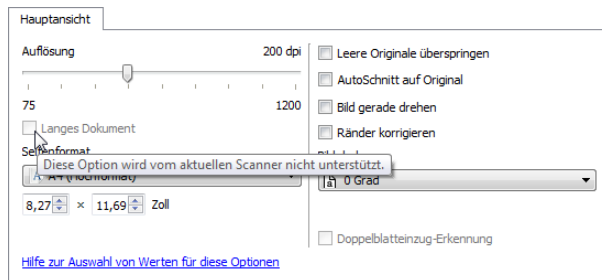 Hauptansicht
Auflösung
200 dpi
75
1200
Langes Dokument
Diese Option wird vom aktuellen Scanner nicht unterstützt.
A4 (Hochformat)
8,27 × 11,69 Zoll
Hilfe zur Auswahl von Werten für diese Optionen
Leere Originale überspringen
AutoSchnitt auf Original
Bild gerade drehen
Ränder korrigieren
0 Grad
Doppelblatteinzug-Erkennung